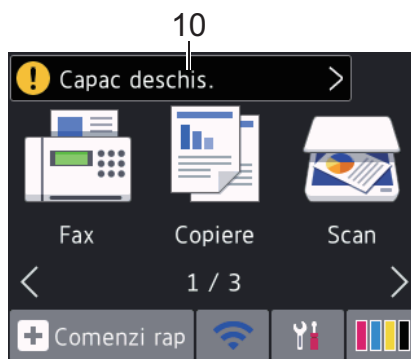 10
! Capac deschis. >
Fax Copiere Scan
< 1 / 3 >
+ Comenzi rap